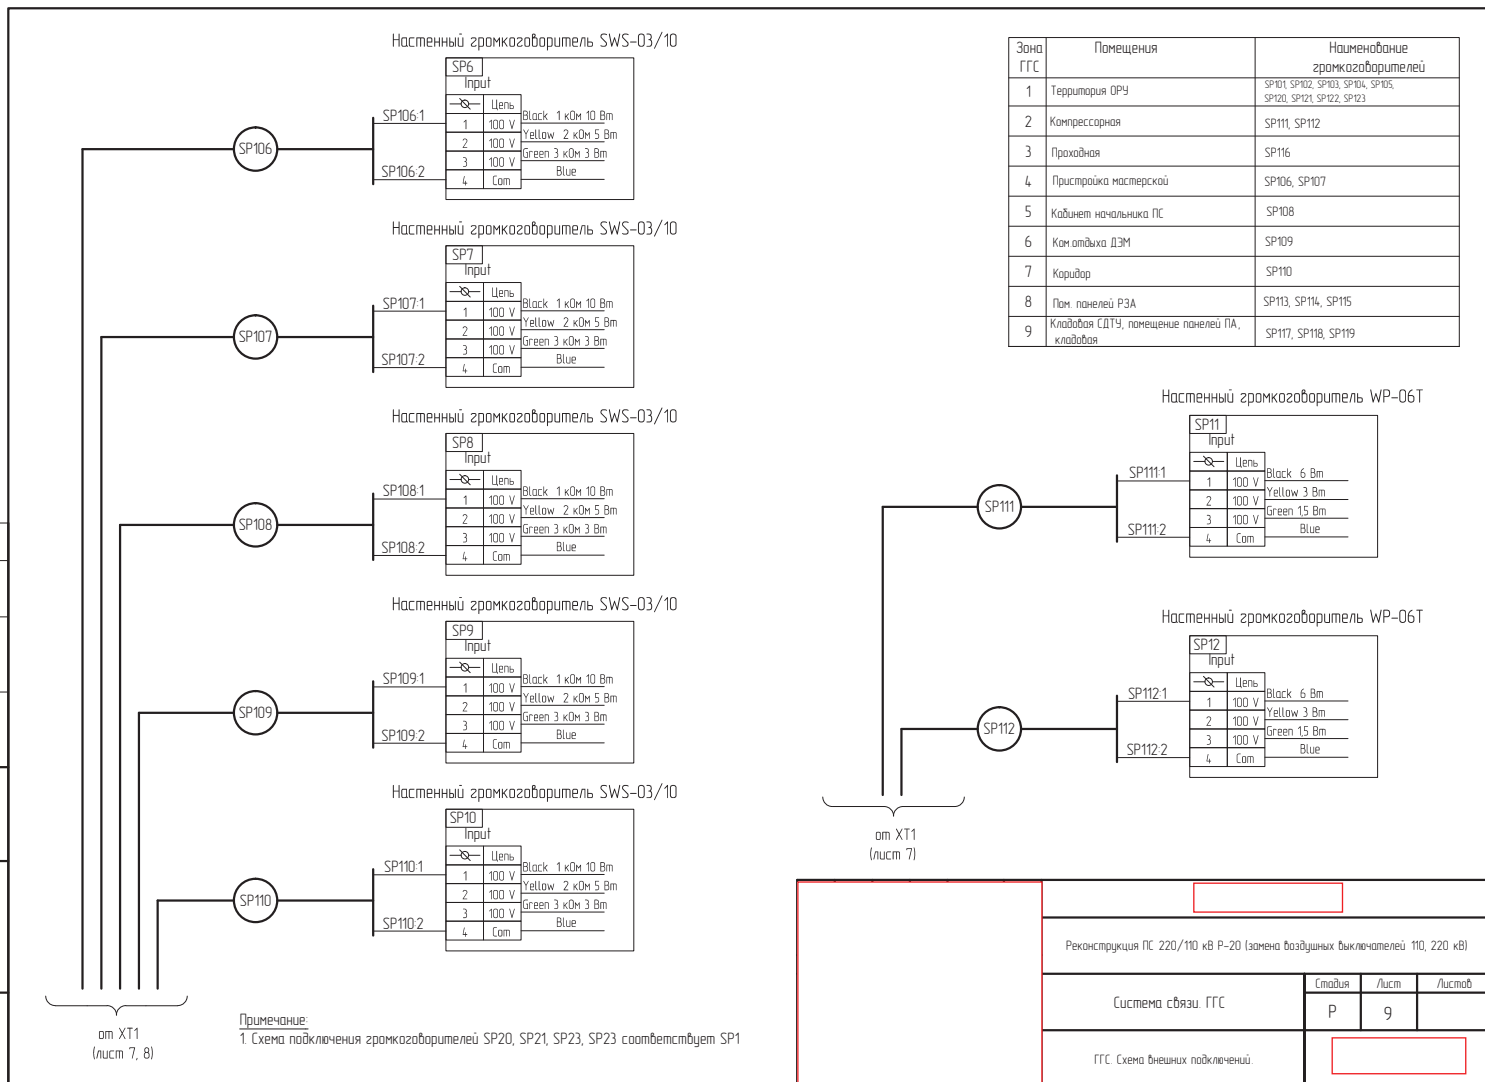 Настенный громкоговоритель SWS-03/10
SP6
Input
Цепь
SP106:1
1 100 V Black 1 кОм 10 Вт
2 100 V Yellow 2 кОм 5 Вт
SP106
3 100 V Green 3 кОм 3 Вт
SP106:2
4 Com Blue
Настенный громкоговоритель SWS-03/10
SP7
Input
Цепь
SP107:1
1 100 V Black 1 кОм 10 Вт
2 100 V Yellow 2 кОм 5 Вт
SP107
3 100 V Green 3 кОм 3 Вт
SP107:2
4 Com Blue
Настенный громкоговоритель SWS-03/10
SP8
Input
Цепь
SP108:1
1 100 V Black 1 кОм 10 Вт
2 100 V Yellow 2 кОм 5 Вт
SP108
3 100 V Green 3 кОм 3 Вт
SP108:2
4 Com Blue
Настенный громкоговоритель SWS-03/10
SP9
Input
Цепь
SP109:1
1 100 V Black 1 кОм 10 Вт
2 100 V Yellow 2 кОм 5 Вт
SP109
3 100 V Green 3 кОм 3 Вт
SP109:2
4 Com Blue
Настенный громкоговоритель SWS-03/10
SP10
Input
Цепь
SP110:1
1 100 V Black 1 кОм 10 Вт
2 100 V Yellow 2 кОм 5 Вт
SP110
3 100 V Green 3 кОм 3 Вт
SP110:2
4 Com Blue
от XT1
(лист 7, 8)
Примечание:
1. Схема подключения громкоговорителей SP20, SP21, SP23, SP23 соответствует SP1
Зона ГГС Помещения Наименование громкоговорителей
1 Территория ОРУ SP101, SP102, SP103, SP104, SP105,
SP120, SP121, SP122, SP123
2 Компрессорная SP111, SP112
3 Проходная SP116
4 Пристройка мастерской SP106, SP107
5 Кабинет начальника ПС SP108
6 Ком.отдыха ДЭМ SP109
7 Коридор SP110
8 Пом. панелей РЗА SP113, SP114, SP115
9 Кладовая СДТУ, помещение панелей ПА,
кладовая SP117, SP118, SP119
Настенный громкоговоритель WP-06T
SP11
Input
Цепь
SP111:1
1 100 V Black 6 Вт
2 100 V Yellow 3 Вт
SP111
3 100 V Green 1,5 Вт
SP111:2
4 Com Blue
Настенный громкоговоритель WP-06T
SP12
Input
Цепь
SP112:1
1 100 V Black 6 Вт
2 100 V Yellow 3 Вт
SP112
3 100 V Green 1,5 Вт
SP112:2
4 Com Blue
от XT1
(лист 7)
Реконструкция ПС 220/110 кВ Р-20 (замена воздушных выключателей 110, 220 кВ)
Система связи. ГГС
Стадия Лист Листов
Р 9
ГГС. Схема внешних подключений.